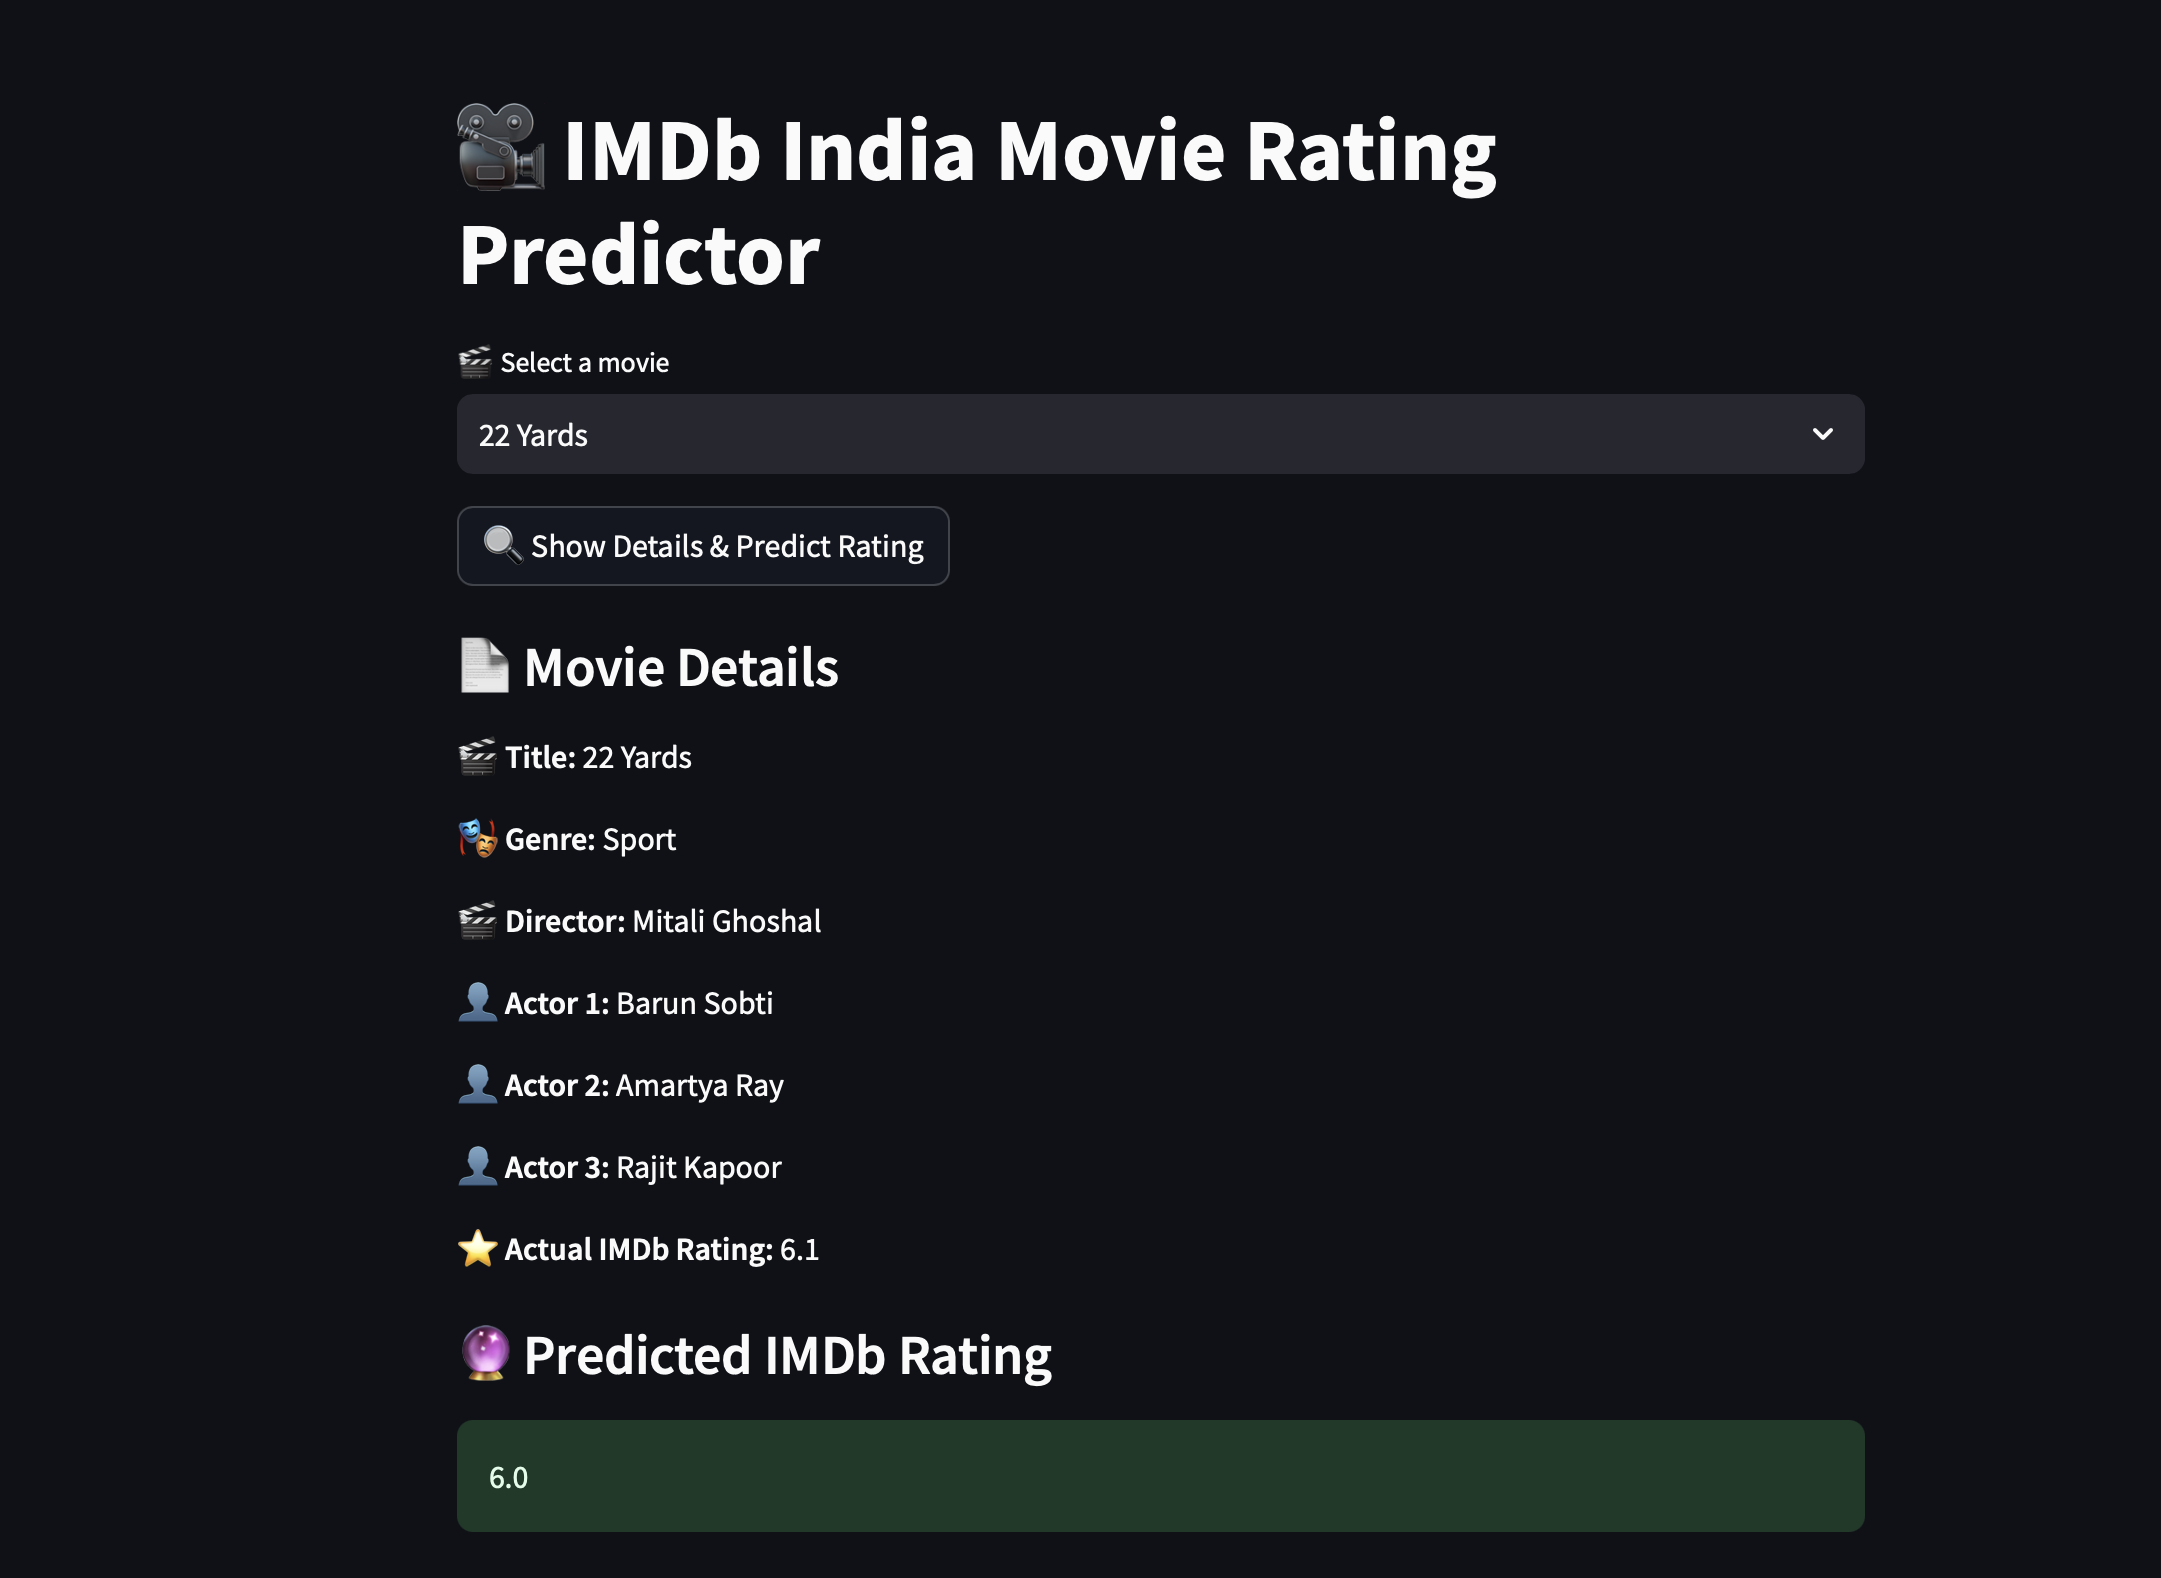 🎥 IMDb India Movie Rating
Predictor
🎬 Select a movie
22 Yards
🔍 Show Details & Predict Rating
📄 Movie Details
🎬 Title: 22 Yards
🎭 Genre: Sport
🎬 Director: Mitali Ghoshal
👤 Actor 1: Barun Sobti
👤 Actor 2: Amartya Ray
👤 Actor 3: Rajit Kapoor
⭐ Actual IMDb Rating: 6.1
🔮 Predicted IMDb Rating
6.0